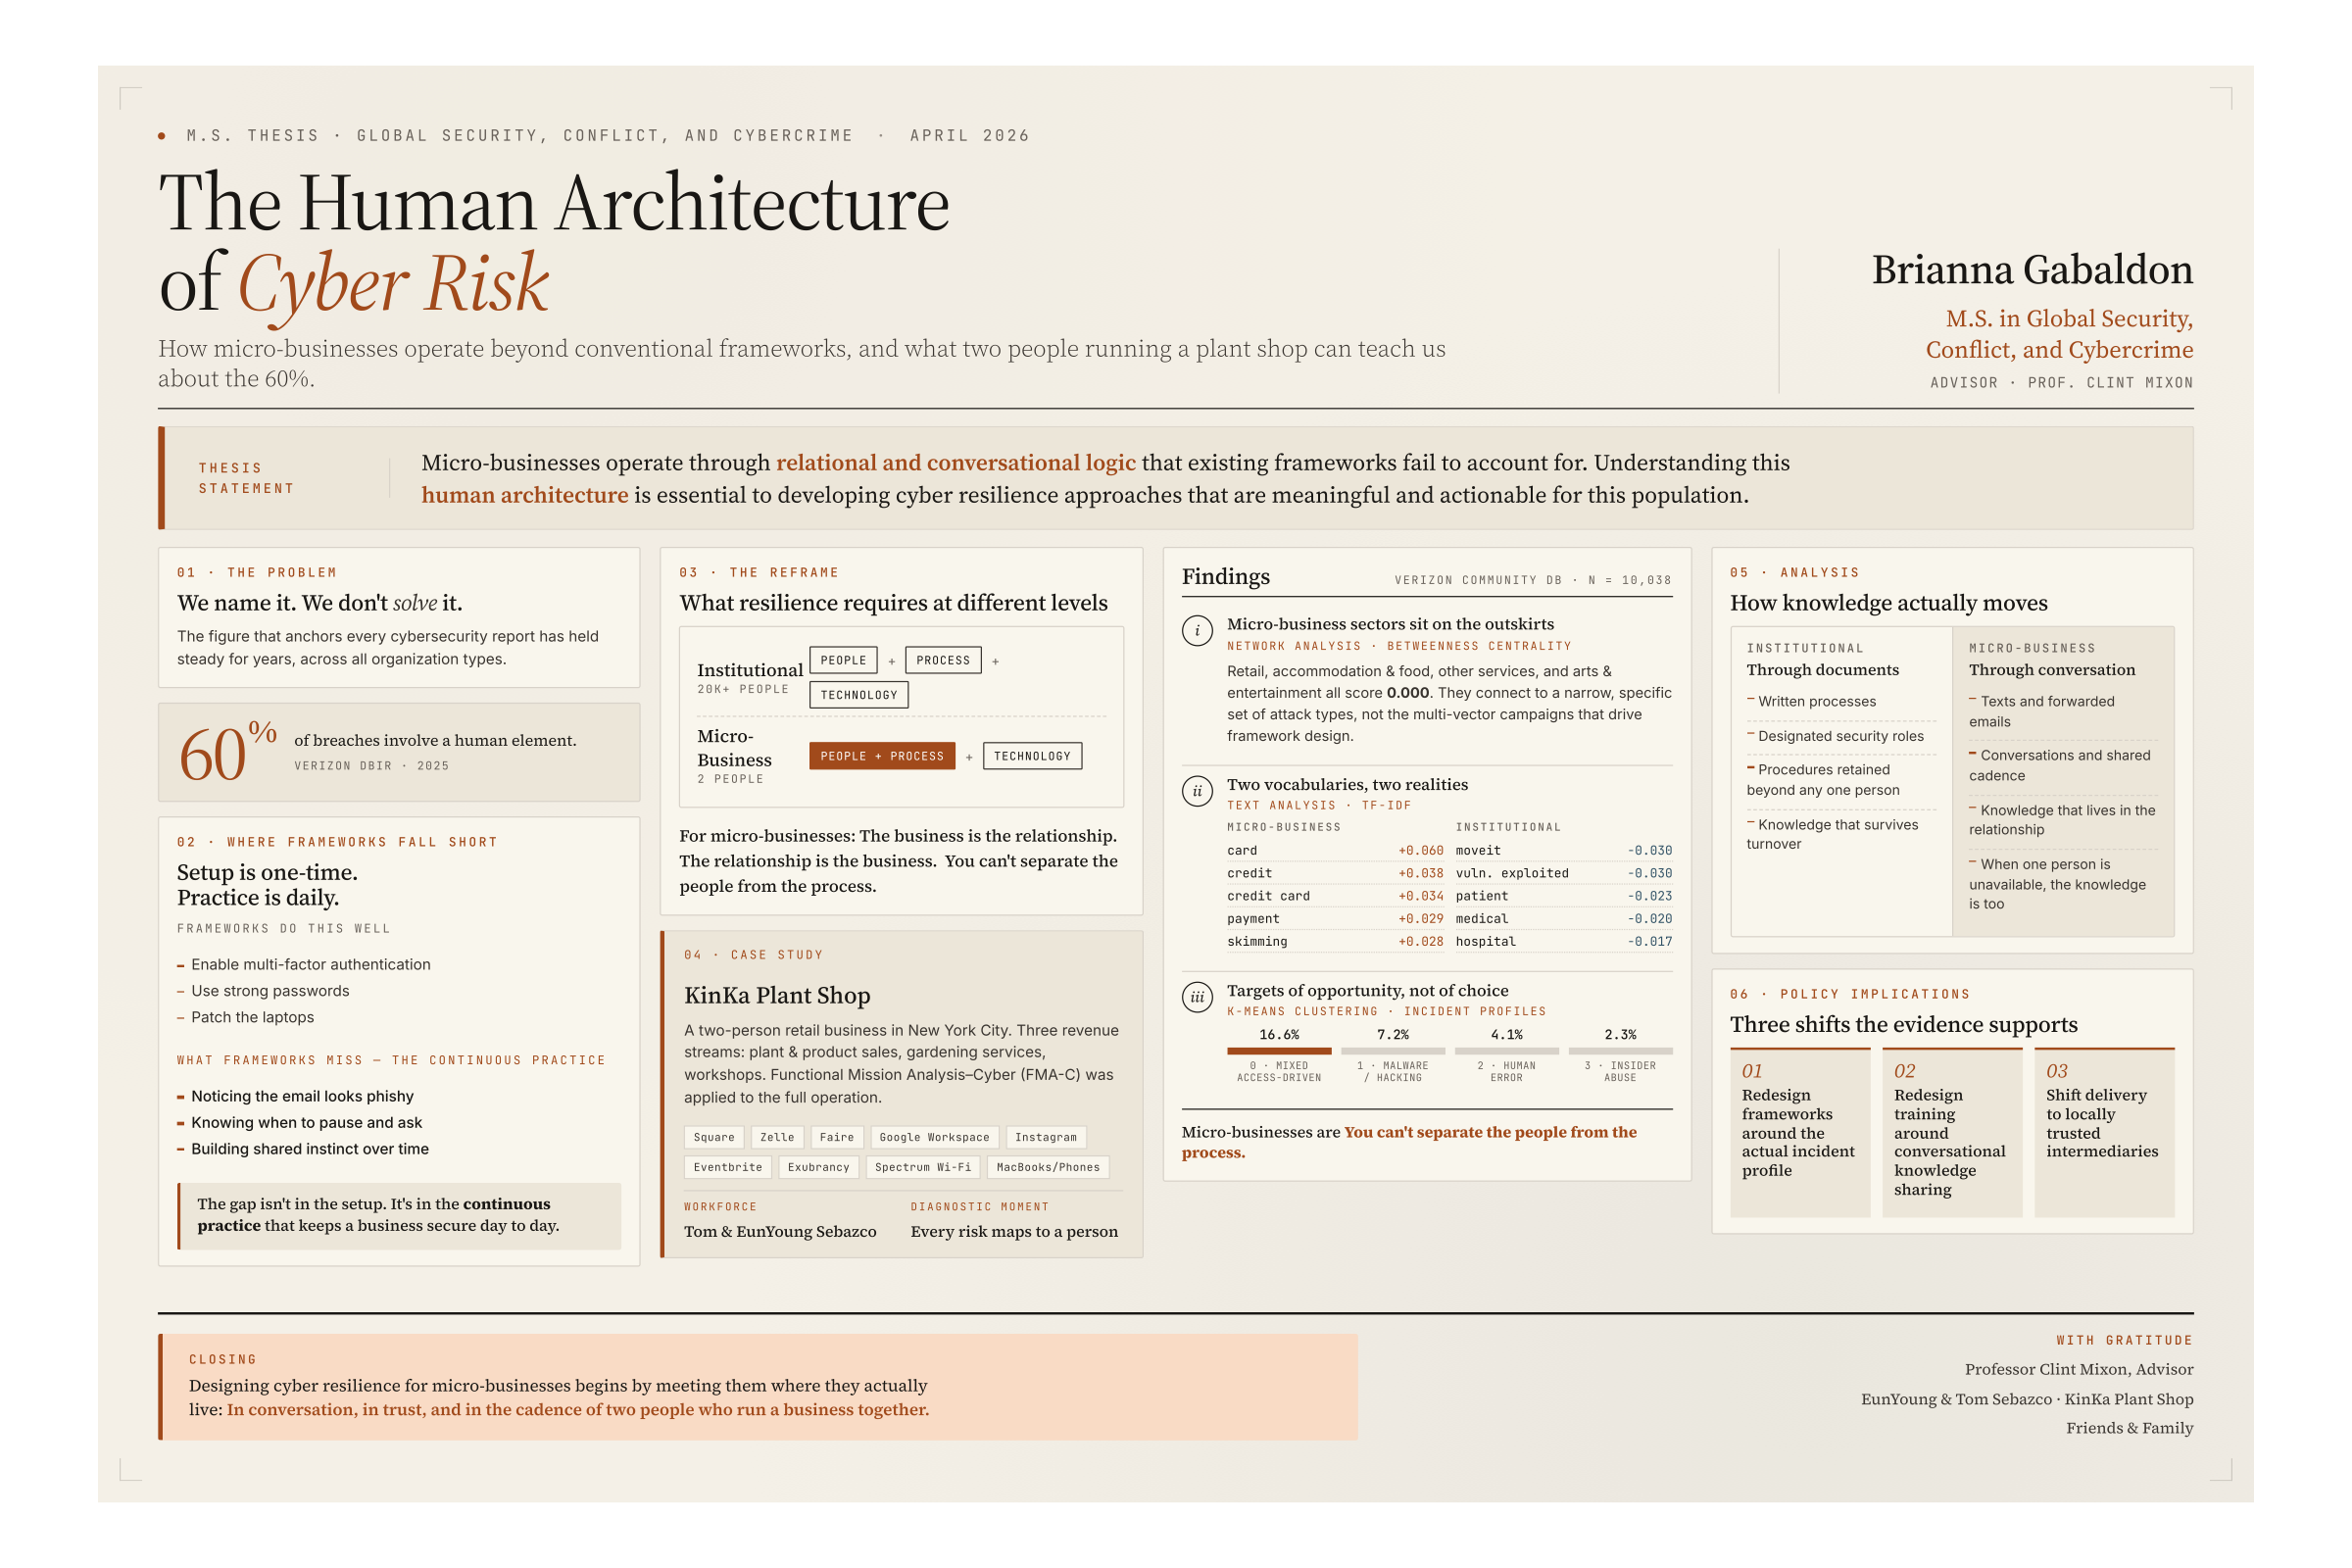 M.S. THESIS · GLOBAL SECURITY, CONFLICT, AND CYBERCRIME · APRIL 2026
The Human Architecture
of Cyber Risk
How micro-businesses operate beyond conventional frameworks, and what two people running a plant shop can teach us
about the 60%.
Brianna Gabaldon
M.S. in Global Security,
Conflict, and Cybercrime
ADVISOR · PROF. CLINT MIXON
THESIS
STATEMENT
Micro-businesses operate through relational and conversational logic that existing frameworks fail to account for. Understanding this
human architecture is essential to developing cyber resilience approaches that are meaningful and actionable for this population.
01 · THE PROBLEM
We name it. We don't solve it.
The figure that anchors every cybersecurity report has held
steady for years, across all organization types.
60%
of breaches involve a human element.
VERIZON DBIR · 2025
02 · WHERE FRAMEWORKS FALL SHORT
Setup is one-time.
Practice is daily.
FRAMEWORKS DO THIS WELL
– Enable multi-factor authentication
– Use strong passwords
– Patch the laptops
WHAT FRAMEWORKS MISS — THE CONTINUOUS PRACTICE
– Noticing the email looks phishy
– Knowing when to pause and ask
– Building shared instinct over time
The gap isn't in the setup. It's in the continuous
practice that keeps a business secure day to day.
03 · THE REFRAME
What resilience requires at different levels
Institutional
20K+ PEOPLE
PEOPLE + PROCESS +
TECHNOLOGY
Micro-
Business
2 PEOPLE
PEOPLE + PROCESS + TECHNOLOGY
For micro-businesses: The business is the relationship.
The relationship is the business. You can't separate the
people from the process.
04 · CASE STUDY
KinKa Plant Shop
A two-person retail business in New York City. Three revenue
streams: plant & product sales, gardening services,
workshops. Functional Mission Analysis–Cyber (FMA-C) was
applied to the full operation.
Square Zelle Faire Google Workspace Instagram
Eventbrite Exubrancy Spectrum Wi-Fi MacBooks/Phones
WORKFORCE
Tom & EunYoung Sebazco
DIAGNOSTIC MOMENT
Every risk maps to a person
Findings
VERIZON COMMUNITY DB · N = 10,038
i
Micro-business sectors sit on the outskirts
NETWORK ANALYSIS · BETWEENNESS CENTRALITY
Retail, accommodation & food, other services, and arts &
entertainment all score 0.000. They connect to a narrow, specific
set of attack types, not the multi-vector campaigns that drive
framework design.
ii
Two vocabularies, two realities
TEXT ANALYSIS · TF-IDF
MICRO-BUSINESS INSTITUTIONAL
card +0.060 moveit -0.030
credit +0.038 vuln. exploited -0.030
credit card +0.034 patient -0.023
payment +0.029 medical -0.020
skimming +0.028 hospital -0.017
iii
Targets of opportunity, not of choice
K-MEANS CLUSTERING · INCIDENT PROFILES
16.6% 7.2% 4.1% 2.3%
0 · MIXED
ACCESS-DRIVEN
1 · MALWARE
/ HACKING
2 · HUMAN
ERROR
3 · INSIDER
ABUSE
Micro-businesses are You can't separate the people from the
process.
05 · ANALYSIS
How knowledge actually moves
INSTITUTIONAL
Through documents
– Written processes
– Designated security roles
– Procedures retained
beyond any one person
– Knowledge that survives
turnover
MICRO-BUSINESS
Through conversation
– Texts and forwarded
emails
– Conversations and shared
cadence
– Knowledge that lives in the
relationship
– When one person is
unavailable, the knowledge
is too
06 · POLICY IMPLICATIONS
Three shifts the evidence supports
01
Redesign
frameworks
around the
actual incident
profile
02
Redesign
training
around
conversational
knowledge
sharing
03
Shift delivery
to locally
trusted
intermediaries
CLOSING
Designing cyber resilience for micro-businesses begins by meeting them where they actually
live: In conversation, in trust, and in the cadence of two people who run a business together.
WITH GRATITUDE
Professor Clint Mixon, Advisor
EunYoung & Tom Sebazco · KinKa Plant Shop
Friends & Family